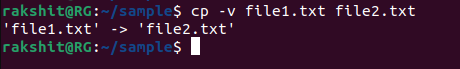 rakshit@RG:~/sample$ cp -v file1.txt file2.txt
'file1.txt' -> 'file2.txt'
rakshit@RG:~/sample$